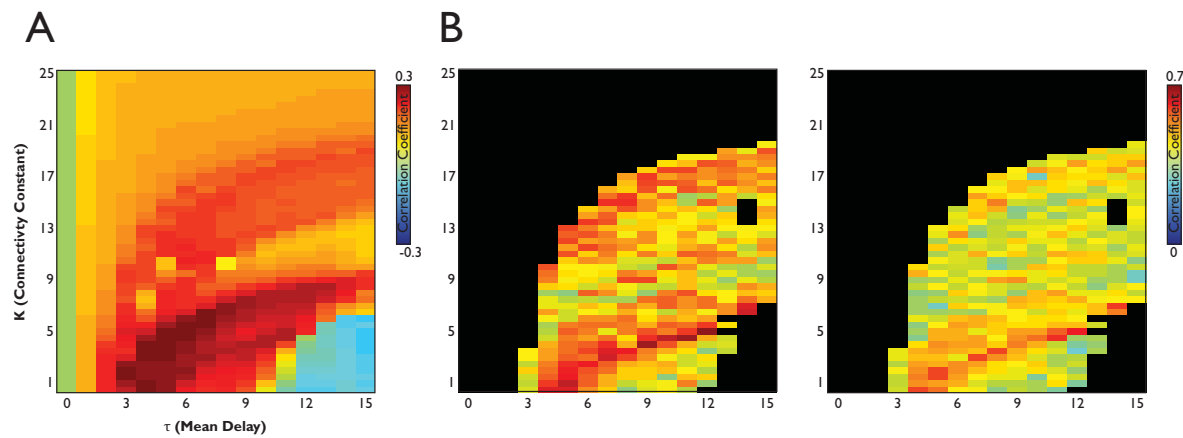 A
B
25
21
17
13
9
5
1
K (Connectivity Constant)
0 3 6 9 12 15
τ (Mean Delay)
0.3
Correlation Coefficient
-0.3
25
21
17
13
9
5
1
0 3 6 9 12 15
25
21
17
13
9
5
1
0 3 6 9 12 15
0.7
Correlation Coefficient
0